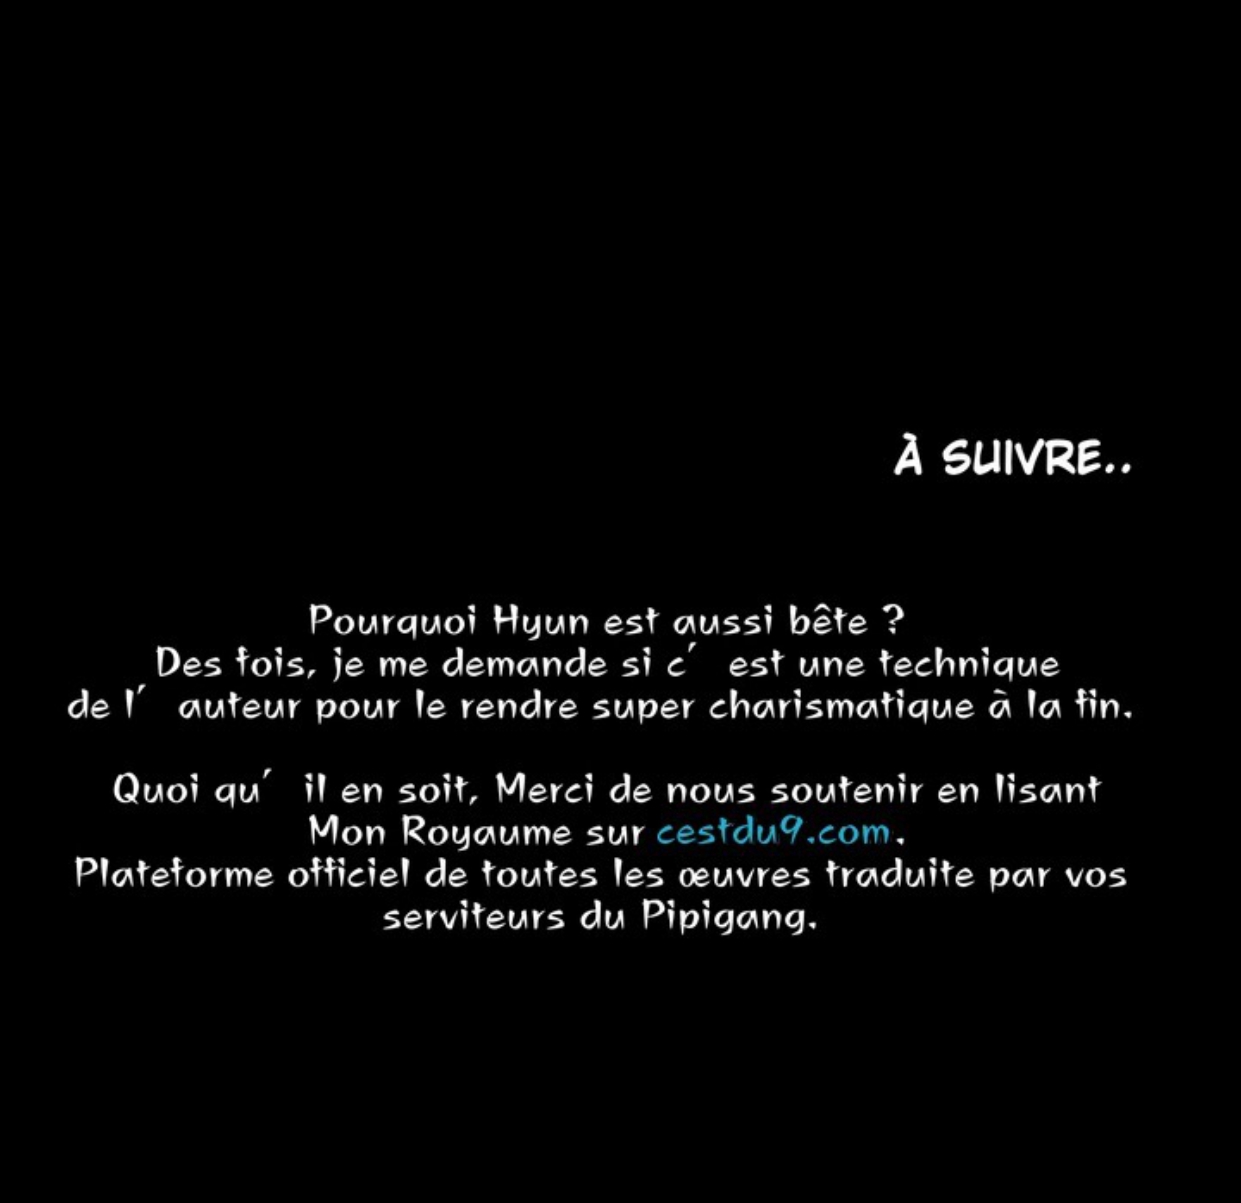 À SUIVRE..
Pourquoi Hyun est aussi bête ?
Des fois, je me demande si c' est une technique
de l' auteur pour le rendre super charismatique à la fin.
Quoi qu' il en soit, Merci de nous soutenir en lisant
Mon Royaume sur cestdu9.com.
Plateforme officiel de toutes les œuvres traduite par vos
serviteurs du Pipigang.